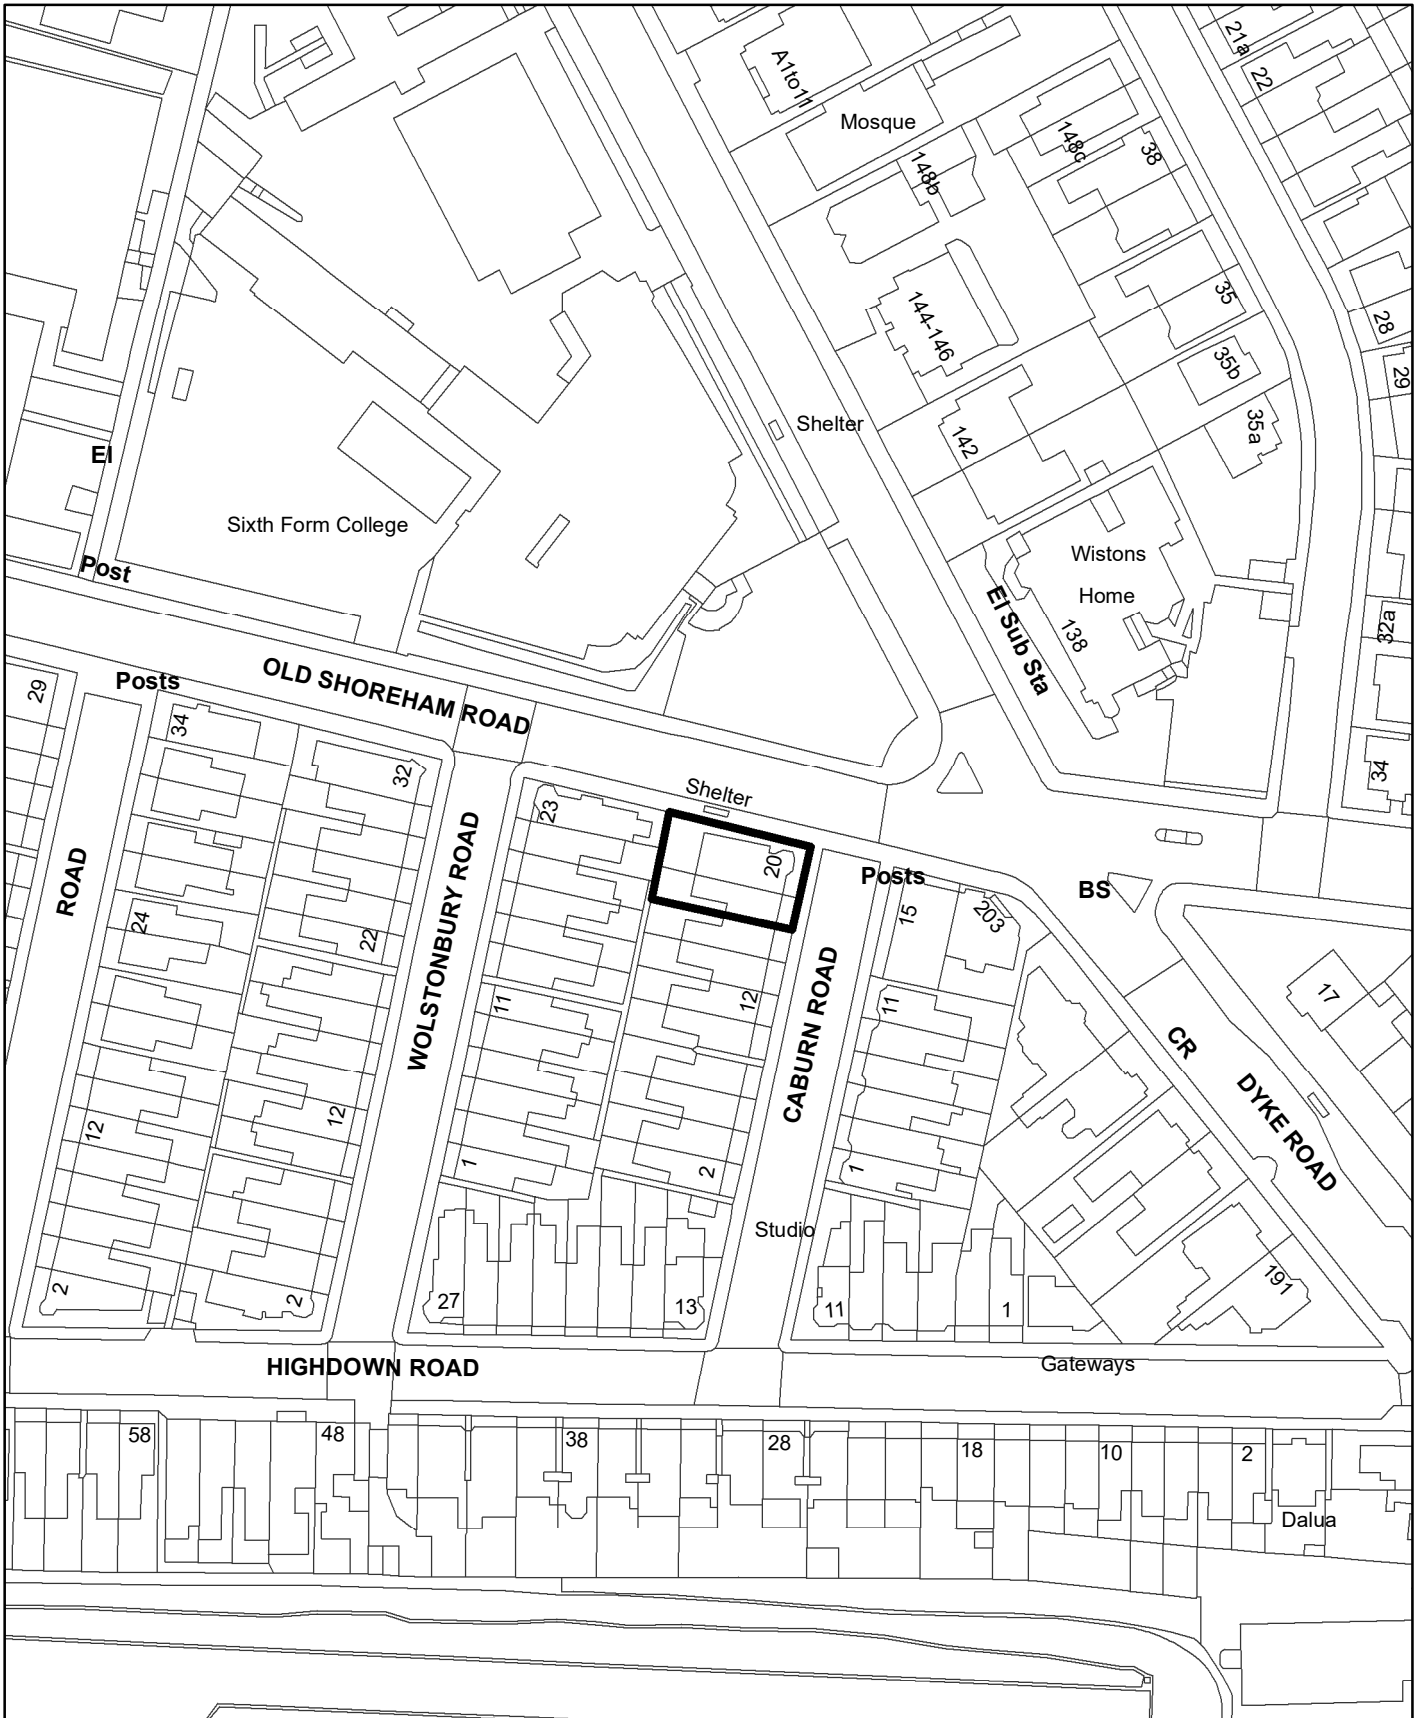 21a
22
A1to11
Mosque
148c
38
148b
35
28
144-146
35b
29
Shelter
35a
142
El
Sixth Form College
Wistons
Home
Post
El Sub Sta
138
32a
OLD SHOREHAM ROAD
Posts
29
34
32
34
Shelter
23
20
Posts
BS
ROAD
WOLSTONBURY ROAD
15
203
24
22
12
CABURN ROAD
11
11
17
CR
DYKE ROAD
12
12
1
2
1
Studio
191
2
2
27
13
11
1
HIGHDOWN ROAD
Gateways
58
48
38
28
18
10
2
Dalua